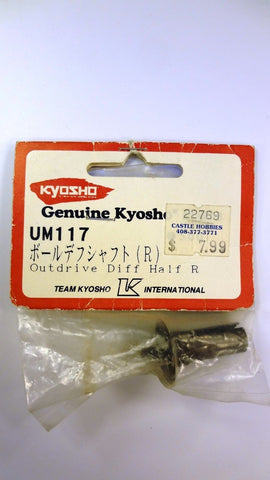 KYOSHO
Genuine Kyosho
22769
CASTLE HOBBIES
408-377-3771
$ 7.99
UM117
ボールデフシャフト(R)
Outdrive Diff Half R
TEAM KYOSHO K INTERNATIONAL